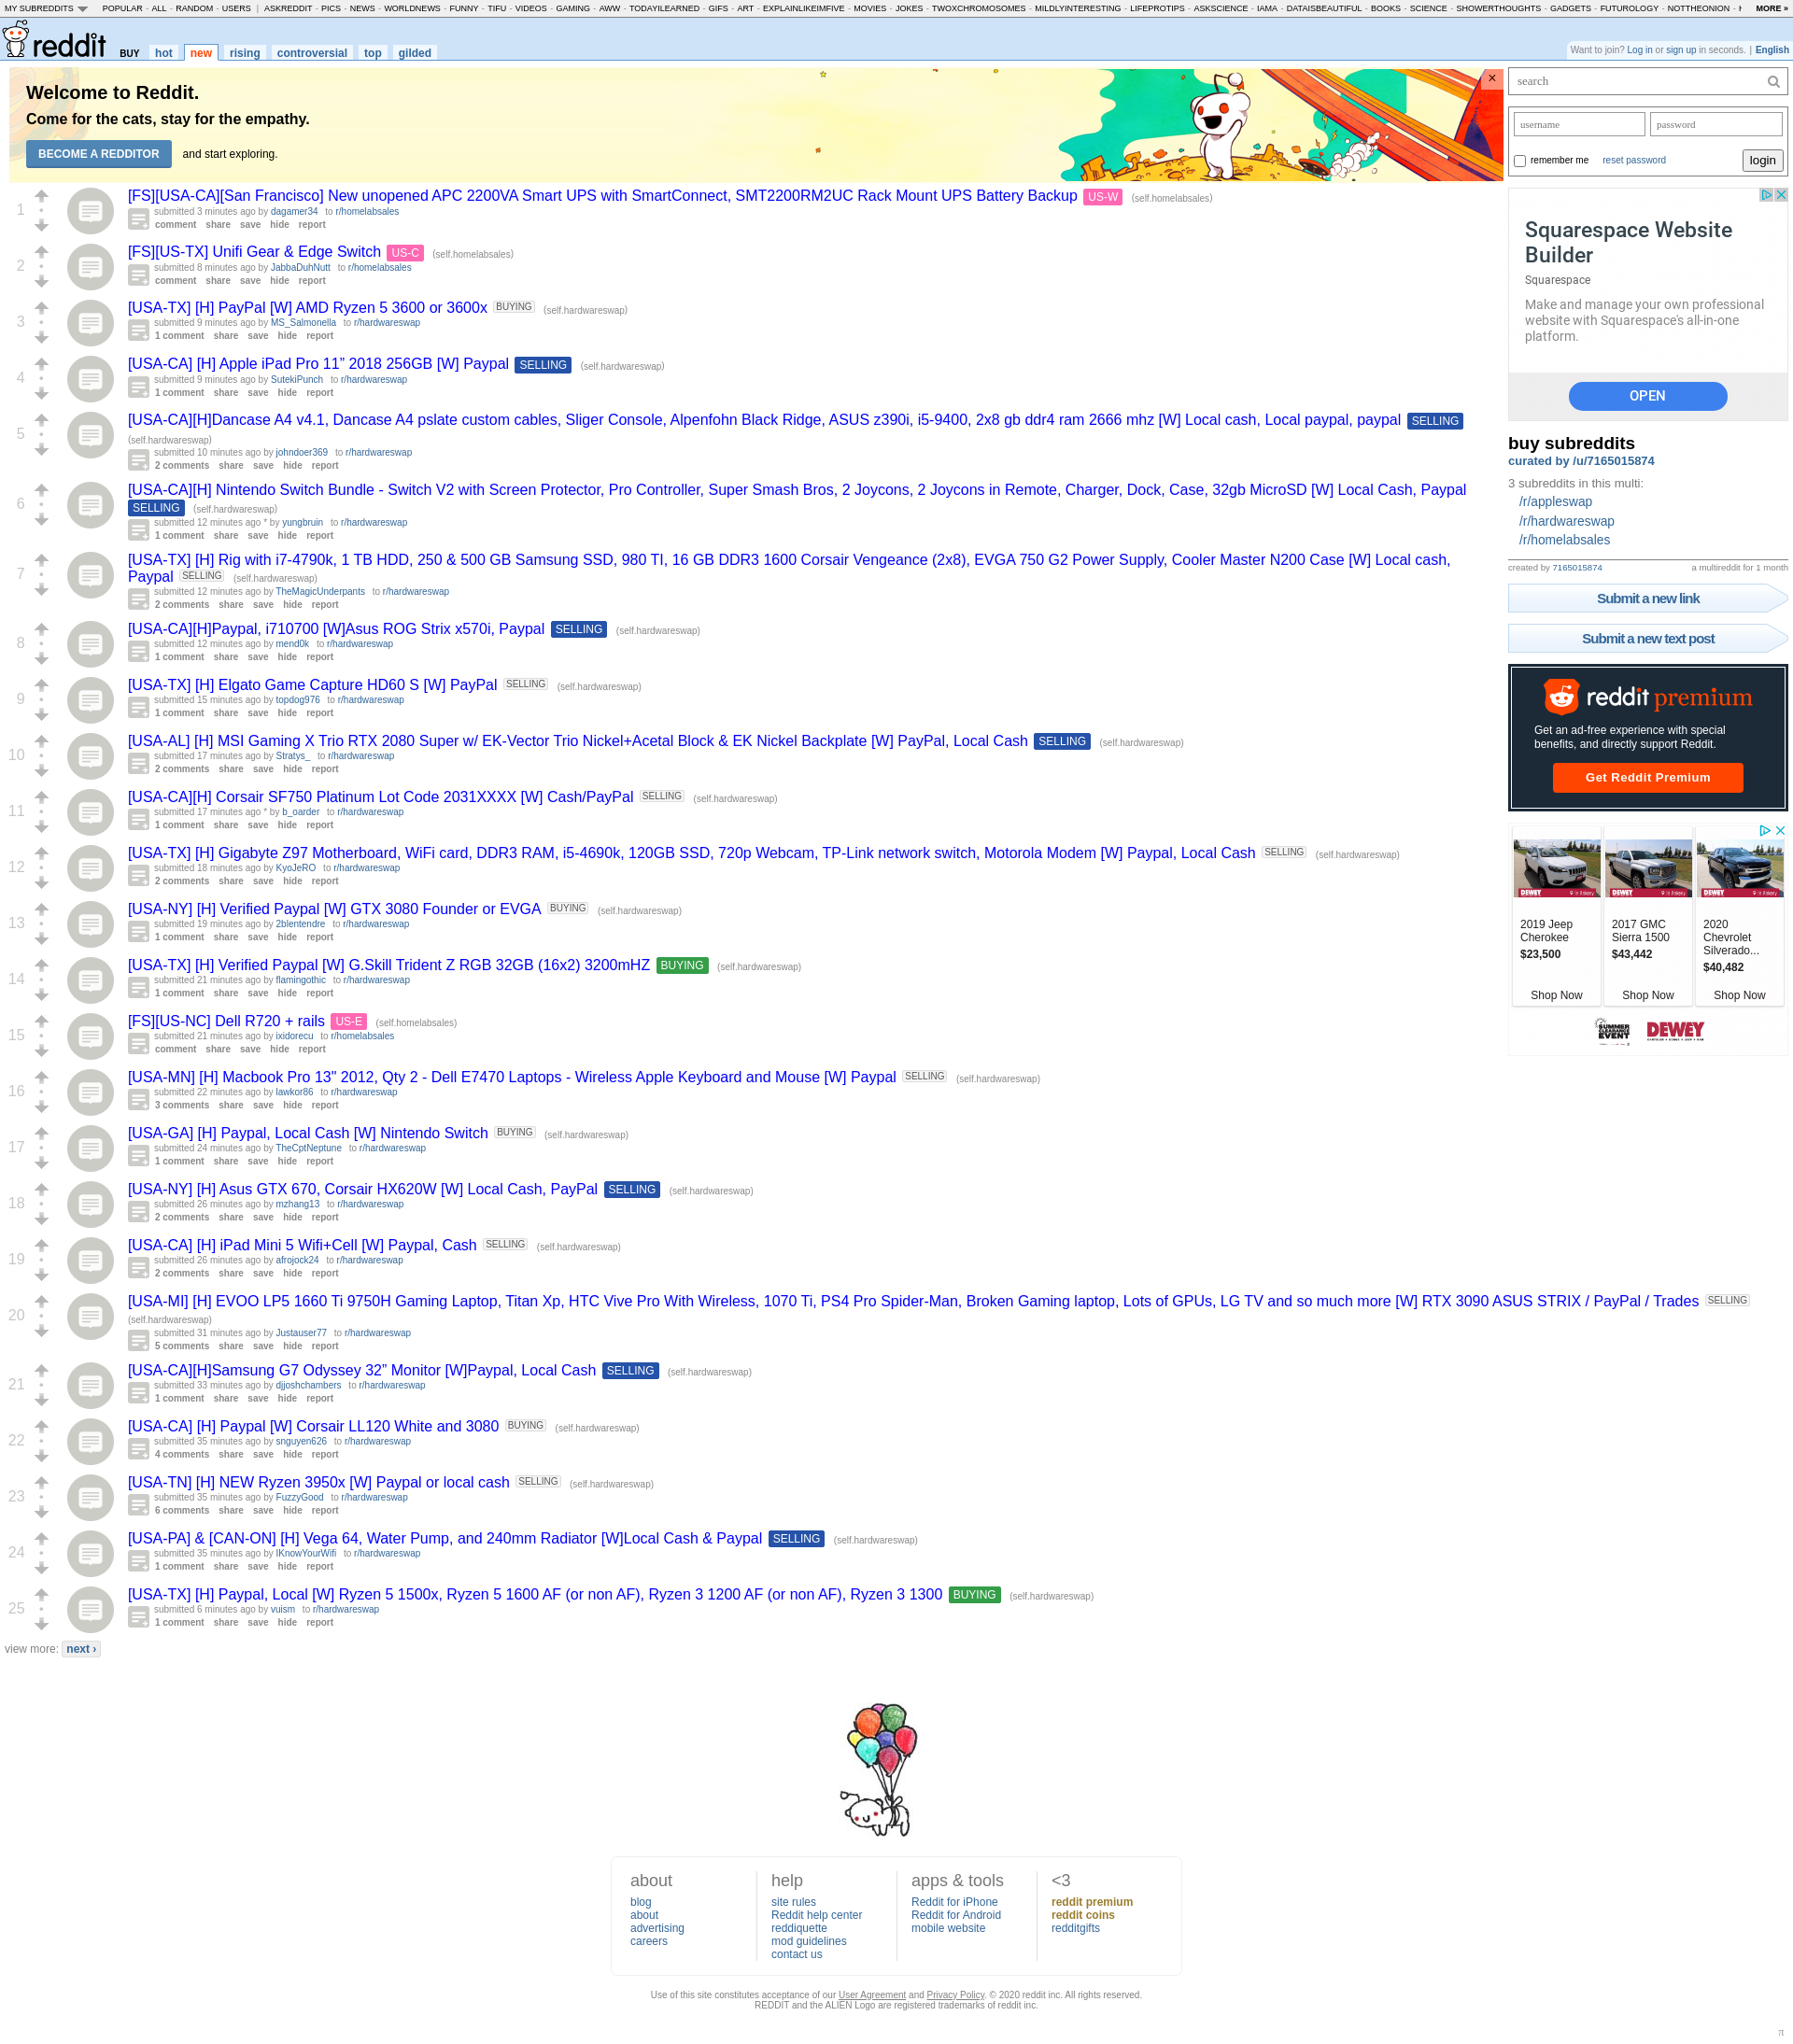 MY SUBREDDITS POPULAR - ALL - RANDOM - USERS | ASKREDDIT - PICS - NEWS - WORLDNEWS - FUNNY - TIFU - VIDEOS - GAMING - AWW - TODAYILEARNED - GIFS - ART - EXPLAINLIKEIMFIVE - MOVIES - JOKES - TWOXCHROMOSOMES - MILDLYINTERESTING - LIFEPROTIPS - ASKSCIENCE - IAMA - DATAISBEAUTIFUL - BOOKS - SCIENCE - SHOWERTHOUGHTS - GADGETS - FUTUROLOGY - NOTTHEONION - MORE »
reddit BUY hot new rising controversial top gilded
Want to join? Log in or sign up in seconds. | English
Welcome to Reddit.
Come for the cats, stay for the empathy.
BECOME A REDDITOR and start exploring.
1
[FS][USA-CA][San Francisco] New unopened APC 2200VA Smart UPS with SmartConnect, SMT2200RM2UC Rack Mount UPS Battery Backup US-W (self.homelabsales)
submitted 3 minutes ago by dagamer34 to r/homelabsales
comment share save hide report
2
[FS][US-TX] Unifi Gear & Edge Switch US-C (self.homelabsales)
submitted 8 minutes ago by JabbaDuhNutt to r/homelabsales
comment share save hide report
3
[USA-TX] [H] PayPal [W] AMD Ryzen 5 3600 or 3600x BUYING (self.hardwareswap)
submitted 9 minutes ago by MS_Salmonella to r/hardwareswap
1 comment share save hide report
4
[USA-CA] [H] Apple iPad Pro 11” 2018 256GB [W] Paypal SELLING (self.hardwareswap)
submitted 9 minutes ago by SutekiPunch to r/hardwareswap
1 comment share save hide report
5
[USA-CA][H]Dancase A4 v4.1, Dancase A4 pslate custom cables, Sliger Console, Alpenfohn Black Ridge, ASUS z390i, i5-9400, 2x8 gb ddr4 ram 2666 mhz [W] Local cash, Local paypal, paypal SELLING
(self.hardwareswap)
submitted 10 minutes ago by johndoer369 to r/hardwareswap
2 comments share save hide report
6
[USA-CA][H] Nintendo Switch Bundle - Switch V2 with Screen Protector, Pro Controller, Super Smash Bros, 2 Joycons, 2 Joycons in Remote, Charger, Dock, Case, 32gb MicroSD [W] Local Cash, Paypal
SELLING (self.hardwareswap)
submitted 12 minutes ago * by yungbruin to r/hardwareswap
1 comment share save hide report
7
[USA-TX] [H] Rig with i7-4790k, 1 TB HDD, 250 & 500 GB Samsung SSD, 980 TI, 16 GB DDR3 1600 Corsair Vengeance (2x8), EVGA 750 G2 Power Supply, Cooler Master N200 Case [W] Local cash,
Paypal SELLING (self.hardwareswap)
submitted 12 minutes ago by TheMagicUnderpants to r/hardwareswap
2 comments share save hide report
8
[USA-CA][H]Paypal, i710700 [W]Asus ROG Strix x570i, Paypal SELLING (self.hardwareswap)
submitted 12 minutes ago by mend0k to r/hardwareswap
1 comment share save hide report
9
[USA-TX] [H] Elgato Game Capture HD60 S [W] PayPal SELLING (self.hardwareswap)
submitted 15 minutes ago by topdog976 to r/hardwareswap
1 comment share save hide report
10
[USA-AL] [H] MSI Gaming X Trio RTX 2080 Super w/ EK-Vector Trio Nickel+Acetal Block & EK Nickel Backplate [W] PayPal, Local Cash SELLING (self.hardwareswap)
submitted 17 minutes ago by Stratys_ to r/hardwareswap
2 comments share save hide report
11
[USA-CA][H] Corsair SF750 Platinum Lot Code 2031XXXX [W] Cash/PayPal SELLING (self.hardwareswap)
submitted 17 minutes ago * by b_oarder to r/hardwareswap
1 comment share save hide report
12
[USA-TX] [H] Gigabyte Z97 Motherboard, WiFi card, DDR3 RAM, i5-4690k, 120GB SSD, 720p Webcam, TP-Link network switch, Motorola Modem [W] Paypal, Local Cash SELLING (self.hardwareswap)
submitted 18 minutes ago by KyoJeRO to r/hardwareswap
2 comments share save hide report
13
[USA-NY] [H] Verified Paypal [W] GTX 3080 Founder or EVGA BUYING (self.hardwareswap)
submitted 19 minutes ago by 2blentendre to r/hardwareswap
1 comment share save hide report
14
[USA-TX] [H] Verified Paypal [W] G.Skill Trident Z RGB 32GB (16x2) 3200mHZ BUYING (self.hardwareswap)
submitted 21 minutes ago by flamingothic to r/hardwareswap
1 comment share save hide report
15
[FS][US-NC] Dell R720 + rails US-E (self.homelabsales)
submitted 21 minutes ago by ixidorecu to r/homelabsales
comment share save hide report
16
[USA-MN] [H] Macbook Pro 13" 2012, Qty 2 - Dell E7470 Laptops - Wireless Apple Keyboard and Mouse [W] Paypal SELLING (self.hardwareswap)
submitted 22 minutes ago by lawkor86 to r/hardwareswap
3 comments share save hide report
17
[USA-GA] [H] Paypal, Local Cash [W] Nintendo Switch BUYING (self.hardwareswap)
submitted 24 minutes ago by TheCptNeptune to r/hardwareswap
1 comment share save hide report
18
[USA-NY] [H] Asus GTX 670, Corsair HX620W [W] Local Cash, PayPal SELLING (self.hardwareswap)
submitted 26 minutes ago by mzhang13 to r/hardwareswap
2 comments share save hide report
19
[USA-CA] [H] iPad Mini 5 Wifi+Cell [W] Paypal, Cash SELLING (self.hardwareswap)
submitted 26 minutes ago by afrojock24 to r/hardwareswap
2 comments share save hide report
20
[USA-MI] [H] EVOO LP5 1660 Ti 9750H Gaming Laptop, Titan Xp, HTC Vive Pro With Wireless, 1070 Ti, PS4 Pro Spider-Man, Broken Gaming laptop, Lots of GPUs, LG TV and so much more [W] RTX 3090 ASUS STRIX / PayPal / Trades SELLING
(self.hardwareswap)
submitted 31 minutes ago by Justauser77 to r/hardwareswap
5 comments share save hide report
21
[USA-CA][H]Samsung G7 Odyssey 32” Monitor [W]Paypal, Local Cash SELLING (self.hardwareswap)
submitted 33 minutes ago by djjoshchambers to r/hardwareswap
1 comment share save hide report
22
[USA-CA] [H] Paypal [W] Corsair LL120 White and 3080 BUYING (self.hardwareswap)
submitted 35 minutes ago by snguyen626 to r/hardwareswap
4 comments share save hide report
23
[USA-TN] [H] NEW Ryzen 3950x [W] Paypal or local cash SELLING (self.hardwareswap)
submitted 35 minutes ago by FuzzyGood to r/hardwareswap
6 comments share save hide report
24
[USA-PA] & [CAN-ON] [H] Vega 64, Water Pump, and 240mm Radiator [W]Local Cash & Paypal SELLING (self.hardwareswap)
submitted 35 minutes ago by IKnowYourWifi to r/hardwareswap
1 comment share save hide report
25
[USA-TX] [H] Paypal, Local [W] Ryzen 5 1500x, Ryzen 5 1600 AF (or non AF), Ryzen 3 1200 AF (or non AF), Ryzen 3 1300 BUYING (self.hardwareswap)
submitted 6 minutes ago by vuism to r/hardwareswap
1 comment share save hide report
view more: next ›
search
username password
remember me reset password login
Squarespace Website
Builder
Squarespace
Make and manage your own professional
website with Squarespace's all-in-one
platform.
OPEN
buy subreddits
curated by /u/7165015874
3 subreddits in this multi:
/r/appleswap
/r/hardwareswap
/r/homelabsales
created by 7165015874 a multireddit for 1 month
Submit a new link
Submit a new text post
reddit premium
Get an ad-free experience with special
benefits, and directly support Reddit.
Get Reddit Premium
DEWEY DEWEY DEWEY
2019 Jeep
Cherokee
$23,500
Shop Now
2017 GMC
Sierra 1500
$43,442
Shop Now
2020
Chevrolet
Silverado...
$40,482
Shop Now
SUMMER
CLEARANCE
EVENT
DEWEY
about
blog
about
advertising
careers
help
site rules
Reddit help center
reddiquette
mod guidelines
contact us
apps & tools
Reddit for iPhone
Reddit for Android
mobile website
<3
reddit premium
reddit coins
redditgifts
Use of this site constitutes acceptance of our User Agreement and Privacy Policy. © 2020 reddit inc. All rights reserved.
REDDIT and the ALIEN Logo are registered trademarks of reddit inc.
π